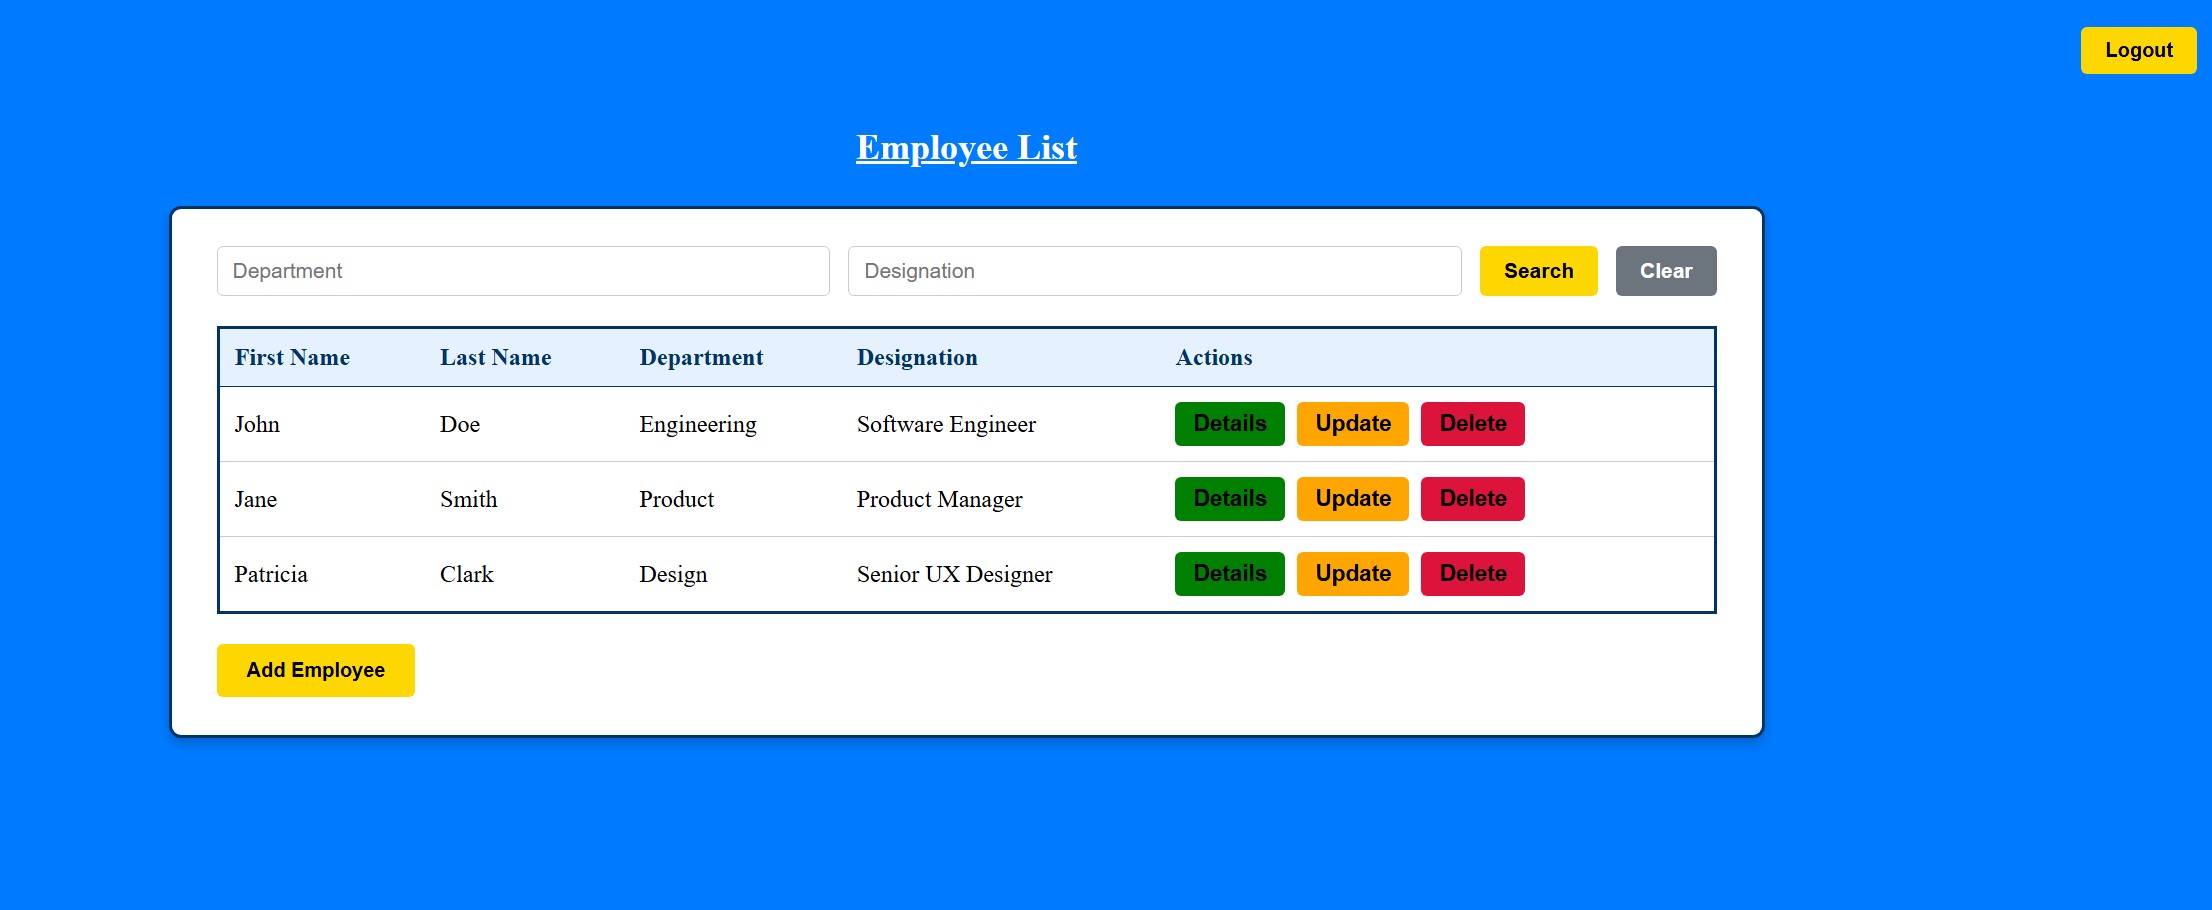 Logout
Employee List
Department Designation Search Clear
First Name Last Name Department Designation Actions
John Doe Engineering Software Engineer Details Update Delete
Jane Smith Product Product Manager Details Update Delete
Patricia Clark Design Senior UX Designer Details Update Delete
Add Employee